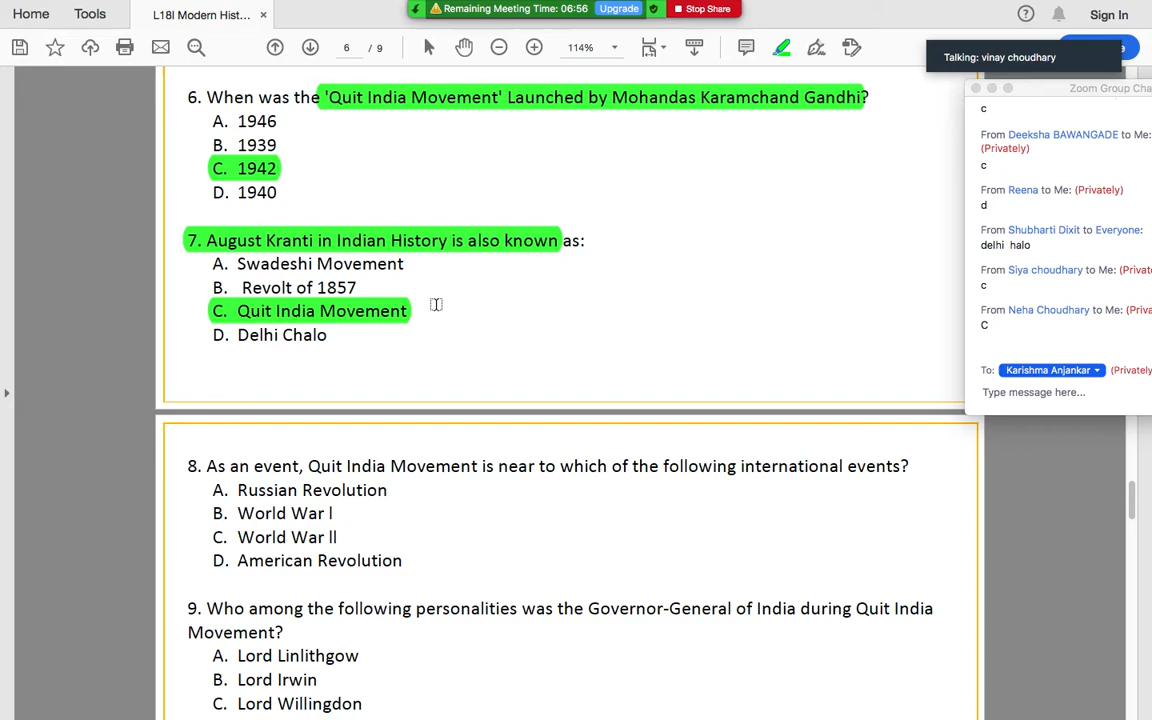 Home Tools L18l Modern Hist... ×
Remaining Meeting Time: 06:56 Upgrade Stop Share
Sign In
6 / 9
114%
Talking: vinay choudhary
6. When was the 'Quit India Movement' Launched by Mohandas Karamchand Gandhi?
A. 1946
B. 1939
C. 1942
D. 1940
7. August Kranti in Indian History is also known as:
A. Swadeshi Movement
B. Revolt of 1857
C. Quit India Movement
D. Delhi Chalo
8. As an event, Quit India Movement is near to which of the following international events?
A. Russian Revolution
B. World War l
C. World War ll
D. American Revolution
9. Who among the following personalities was the Governor-General of India during Quit India
Movement?
A. Lord Linlithgow
B. Lord Irwin
C. Lord Willingdon
Zoom Group Cha
c
From Deeksha BAWANGADE to Me:
(Privately)
c
From Reena to Me: (Privately)
d
From Shubharti Dixit to Everyone:
delhi halo
From Siya choudhary to Me: (Privat
c
From Neha Choudhary to Me: (Priva
C
To: Karishma Anjankar (Privately
Type message here...